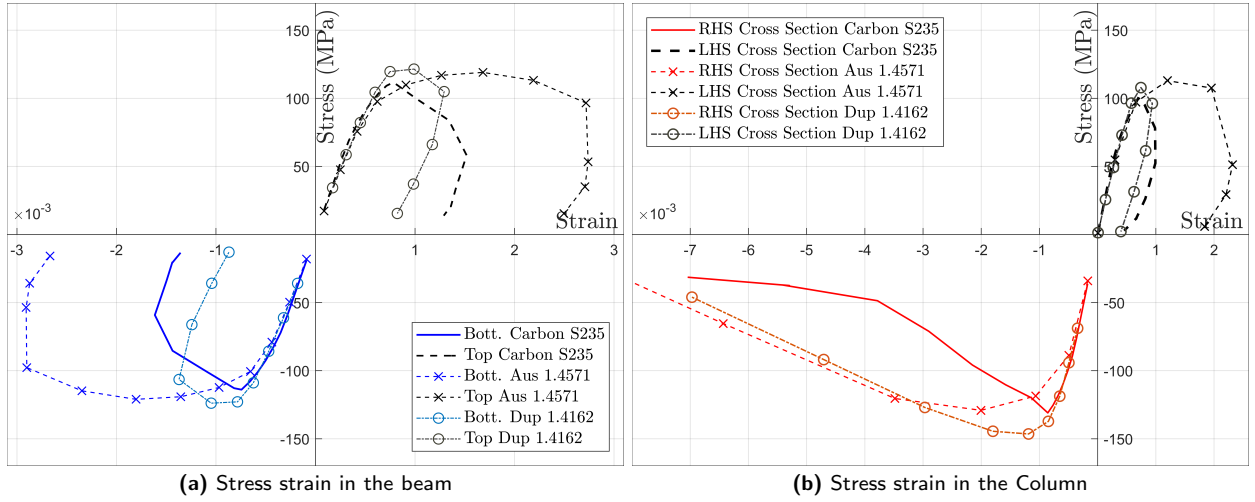 Stress (MPa)
150
100
50
×10⁻³
Strain
-3
-2
-1
1
2
3
-50
-100
-150
Bott. Carbon S235
Top Carbon S235
Bott. Aus 1.4571
Top Aus 1.4571
Bott. Dup 1.4162
Top Dup 1.4162
(a) Stress strain in the beam
RHS Cross Section Carbon S235
LHS Cross Section Carbon S235
RHS Cross Section Aus 1.4571
LHS Cross Section Aus 1.4571
RHS Cross Section Dup 1.4162
LHS Cross Section Dup 1.4162
Stress (MPa)
150
100
50
×10⁻³
Strain
-7
-6
-5
-4
-3
-2
-1
1
2
-50
-100
-150
(b) Stress strain in the Column